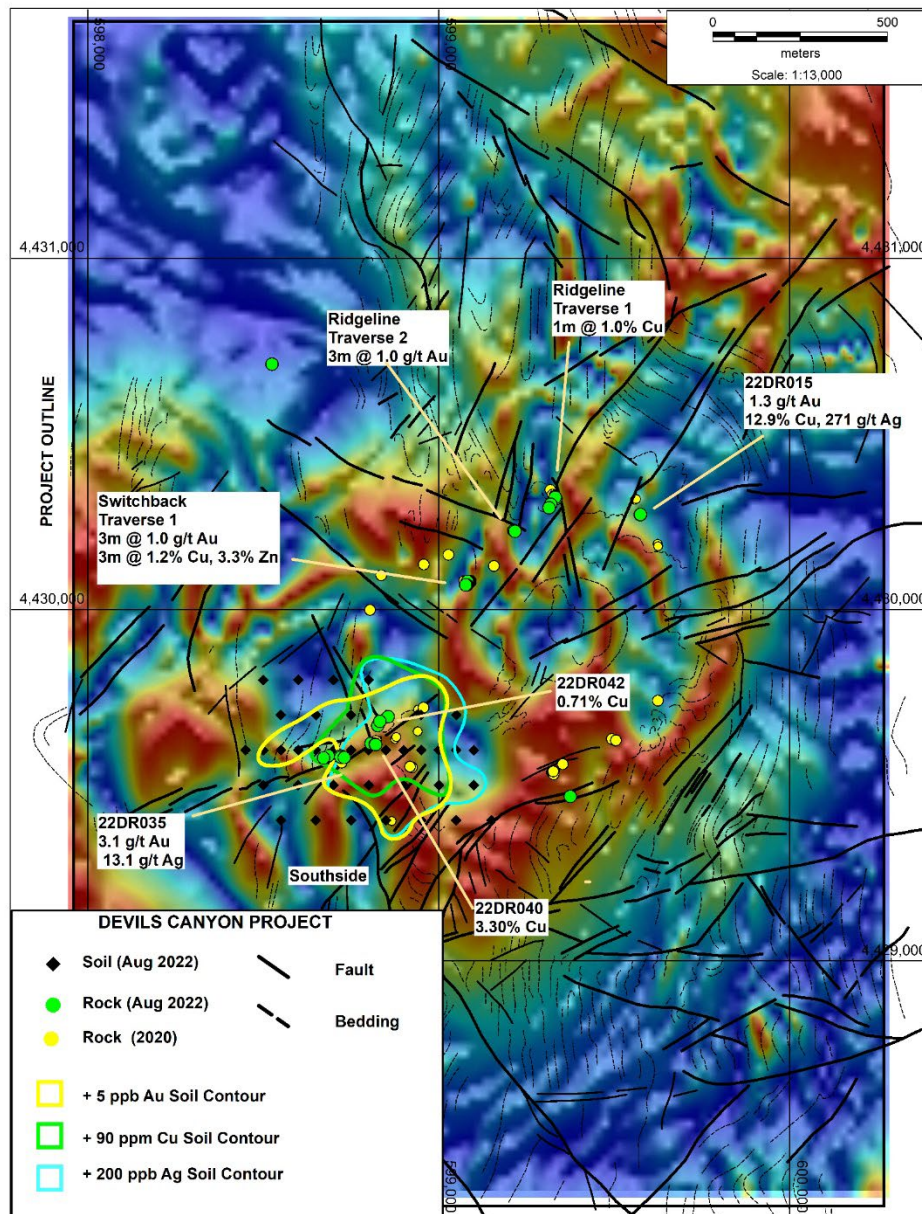 0 500
meters
Scale: 1:13,000
598,000
599,000
4,431,000
4,431,000
Ridgeline
Traverse 1
1m @ 1.0% Cu
Ridgeline
Traverse 2
3m @ 1.0 g/t Au
22DR015
1.3 g/t Au
12.9% Cu, 271 g/t Ag
PROJECT OUTLINE
Switchback
Traverse 1
3m @ 1.0 g/t Au
3m @ 1.2% Cu, 3.3% Zn
4,430,000
4,430,000
22DR042
0.71% Cu
22DR035
3.1 g/t Au
13.1 g/t Ag
Southside
22DR040
3.30% Cu
4,429,000
DEVILS CANYON PROJECT
Soil (Aug 2022)
Fault
Rock (Aug 2022)
Bedding
Rock (2020)
+ 5 ppb Au Soil Contour
+ 90 ppm Cu Soil Contour
+ 200 ppb Ag Soil Contour
599,000
600,000